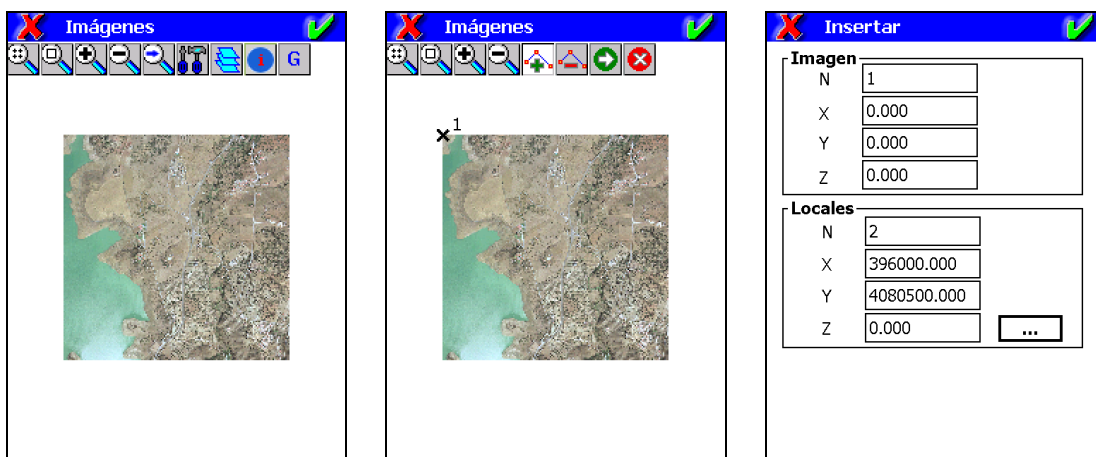 Imágenes
G
Imágenes
1
Insertar
Imagen
N 1
X 0.000
Y 0.000
Z 0.000
Locales
N 2
X 396000.000
Y 4080500.000
Z 0.000 ...